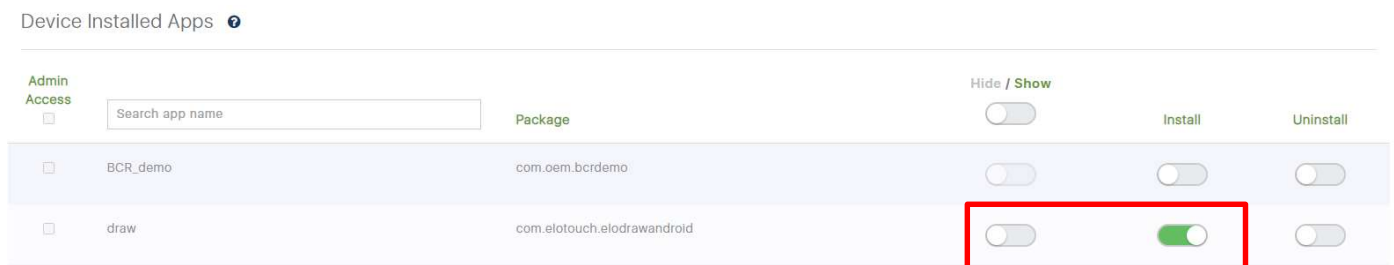 Device Installed Apps
Admin Access
Search app name
Package
Hide / Show
Install
Uninstall
BCR_demo
com.oem.bcrdemo
draw
com.elotouch.elodrawandroid